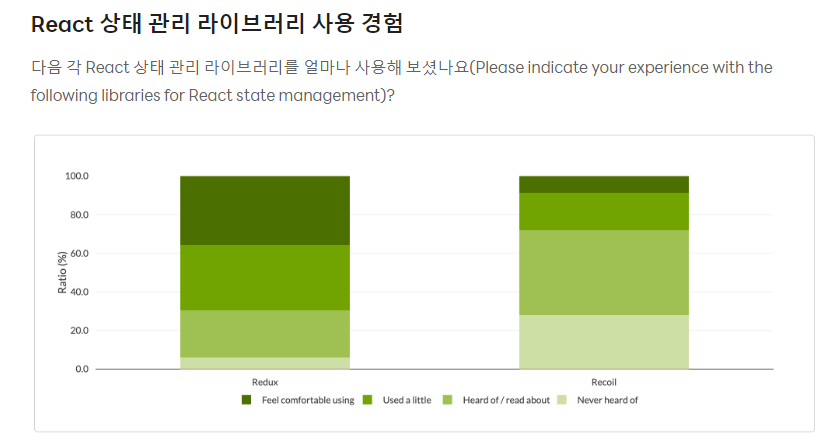 React 상태 관리 라이브러리 사용 경험
다음 각 React 상태 관리 라이브러리를 얼마나 사용해 보셨나요(Please indicate your experience with the
following libraries for React state management)?
100.0
80.0
60.0
40.0
20.0
0.0
Ratio (%)
Redux Recoil
Feel comfortable using Used a little Heard of / read about Never heard of